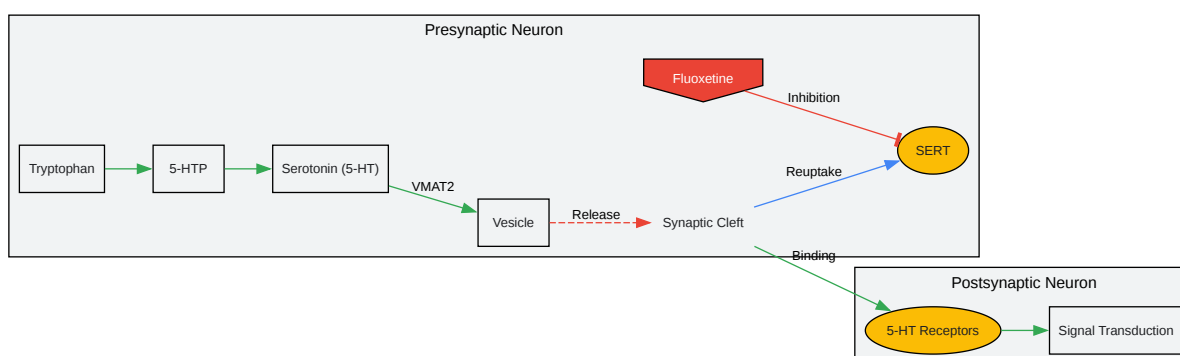 Presynaptic Neuron
Fluoxetine
Inhibition
SERT
Tryptophan
5-HTP
Serotonin (5-HT)
VMAT2
Reuptake
Vesicle
Release
Synaptic Cleft
Binding
Postsynaptic Neuron
5-HT Receptors
Signal Transduction